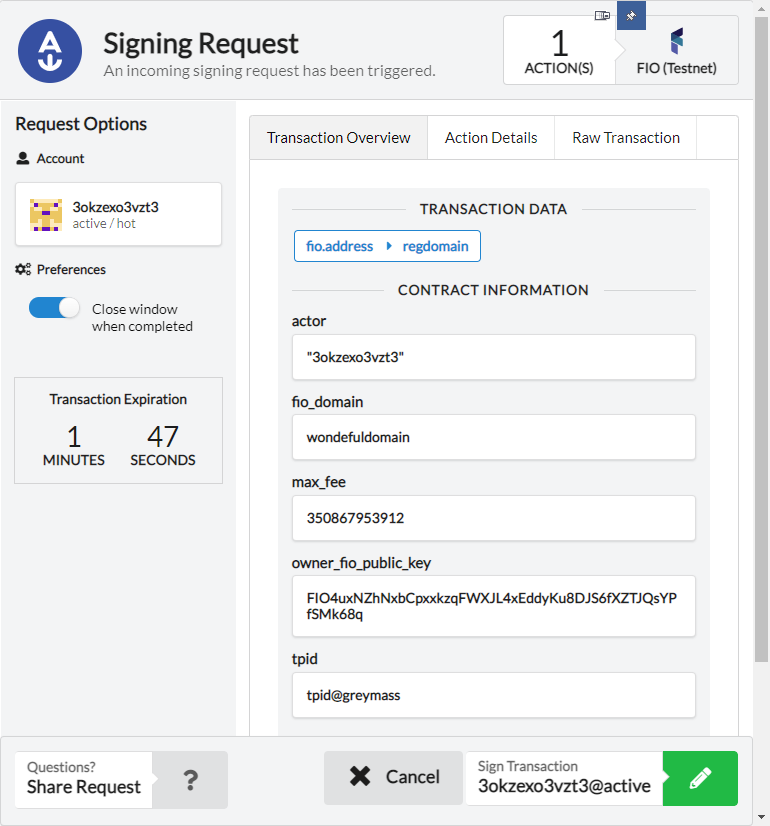 Signing Request
An incoming signing request has been triggered.
1
ACTION(S)
FIO (Testnet)
Request Options
Account
3okzexo3vzt3
active / hot
Preferences
Close window
when completed
Transaction Expiration
1
MINUTES
47
SECONDS
Transaction Overview
Action Details
Raw Transaction
TRANSACTION DATA
fio.address
regdomain
CONTRACT INFORMATION
actor
"3okzexo3vzt3"
fio_domain
wondefuldomain
max_fee
350867953912
owner_fio_public_key
FIO4uxNZhNxbCpxxkzqFWXJL4xEddyKu8DJS6fXZTJQsYP
fSMk68q
tpid
tpid@greymass
Questions?
Share Request
?
Cancel
Sign Transaction
3okzexo3vzt3@active